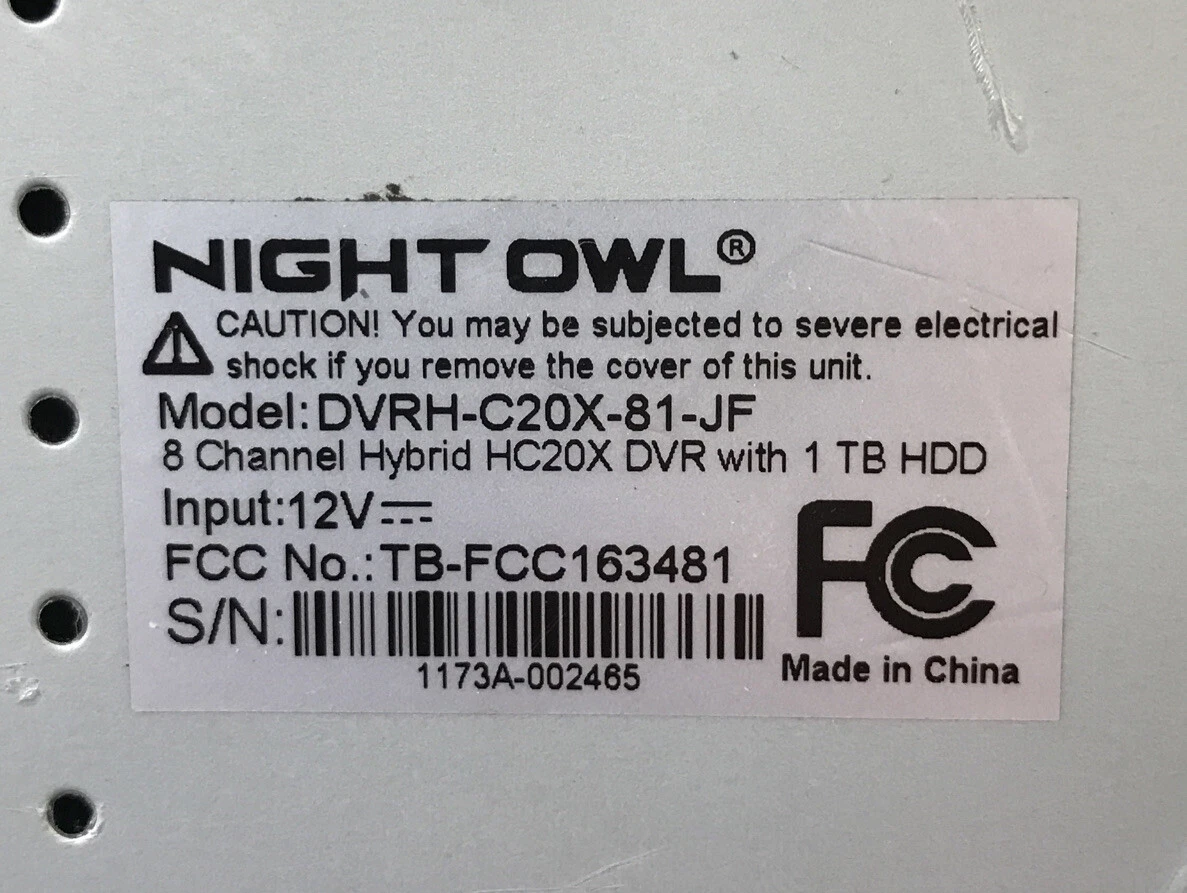 NIGHT OWL®
CAUTION! You may be subjected to severe electrical
shock if you remove the cover of this unit.
Model: DVRH-C20X-81-JF
8 Channel Hybrid HC20X DVR with 1 TB HDD
Input:12V⎓
FCC No.: TB-FCC163481
FC
S/N:
1173A-002465
Made in China